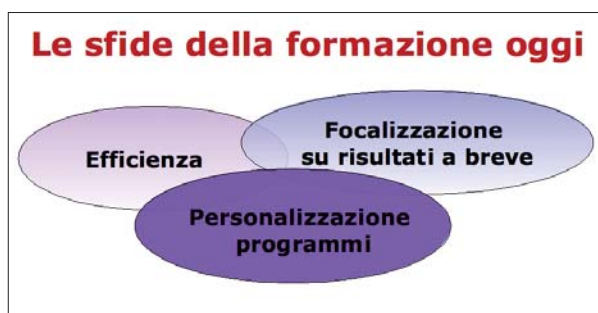 Le sfide della formazione oggi
Efficienza
Focalizzazione
su risultati a breve
Personalizzazione
programmi